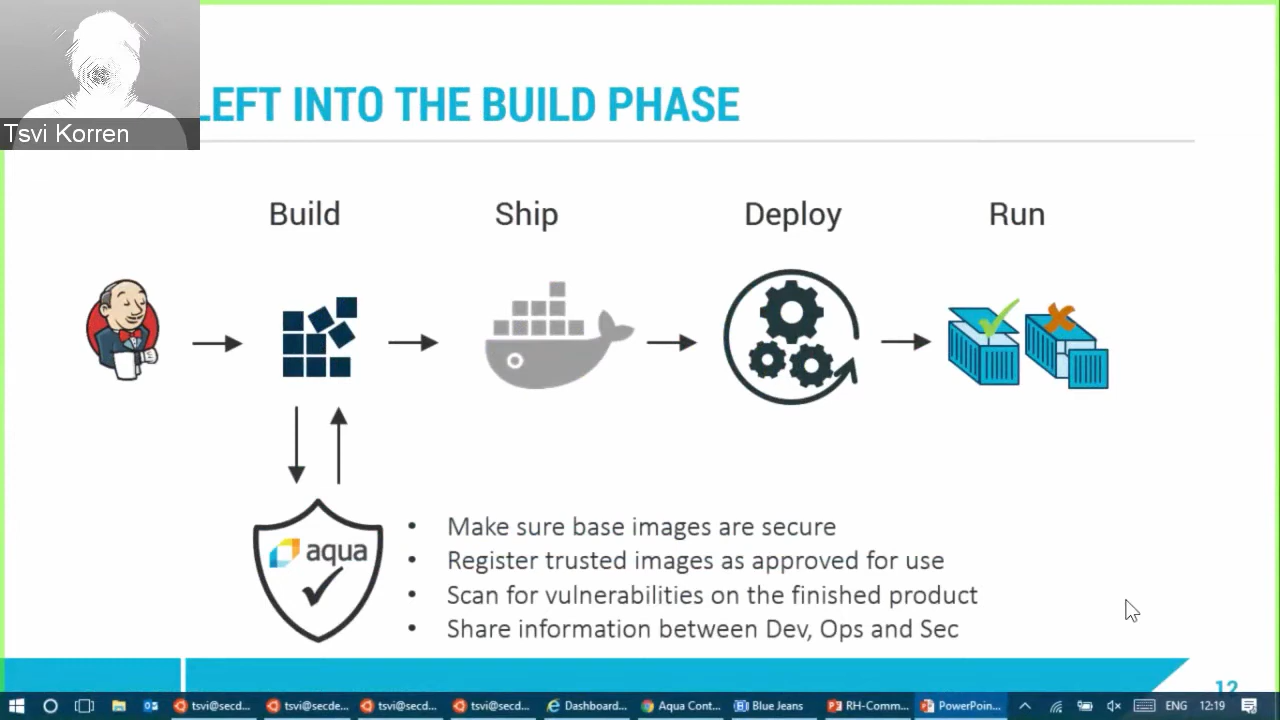 Tsvi Korren
LEFT INTO THE BUILD PHASE
Build
Ship
Deploy
Run
aqua
• Make sure base images are secure
• Register trusted images as approved for use
• Scan for vulnerabilities on the finished product
• Share information between Dev, Ops and Sec
12
tsvi@secd...
tsvi@secde...
tsvi@secd...
tsvi@secd...
Dashboard...
Aqua Cont...
Blue Jeans
RH-Comm...
PowerPoin...
ENG
12:19